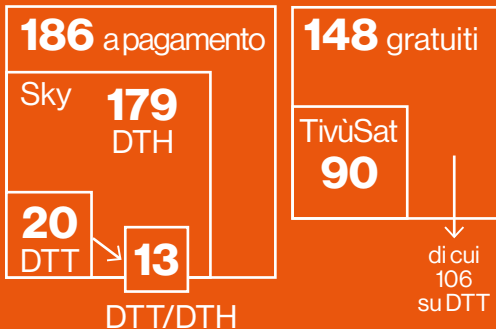 186 a pagamento
Sky
179
DTH
20
DTT
13
DTT/DTH
148 gratuiti
TivùSat
90
di cui
106
su DTT